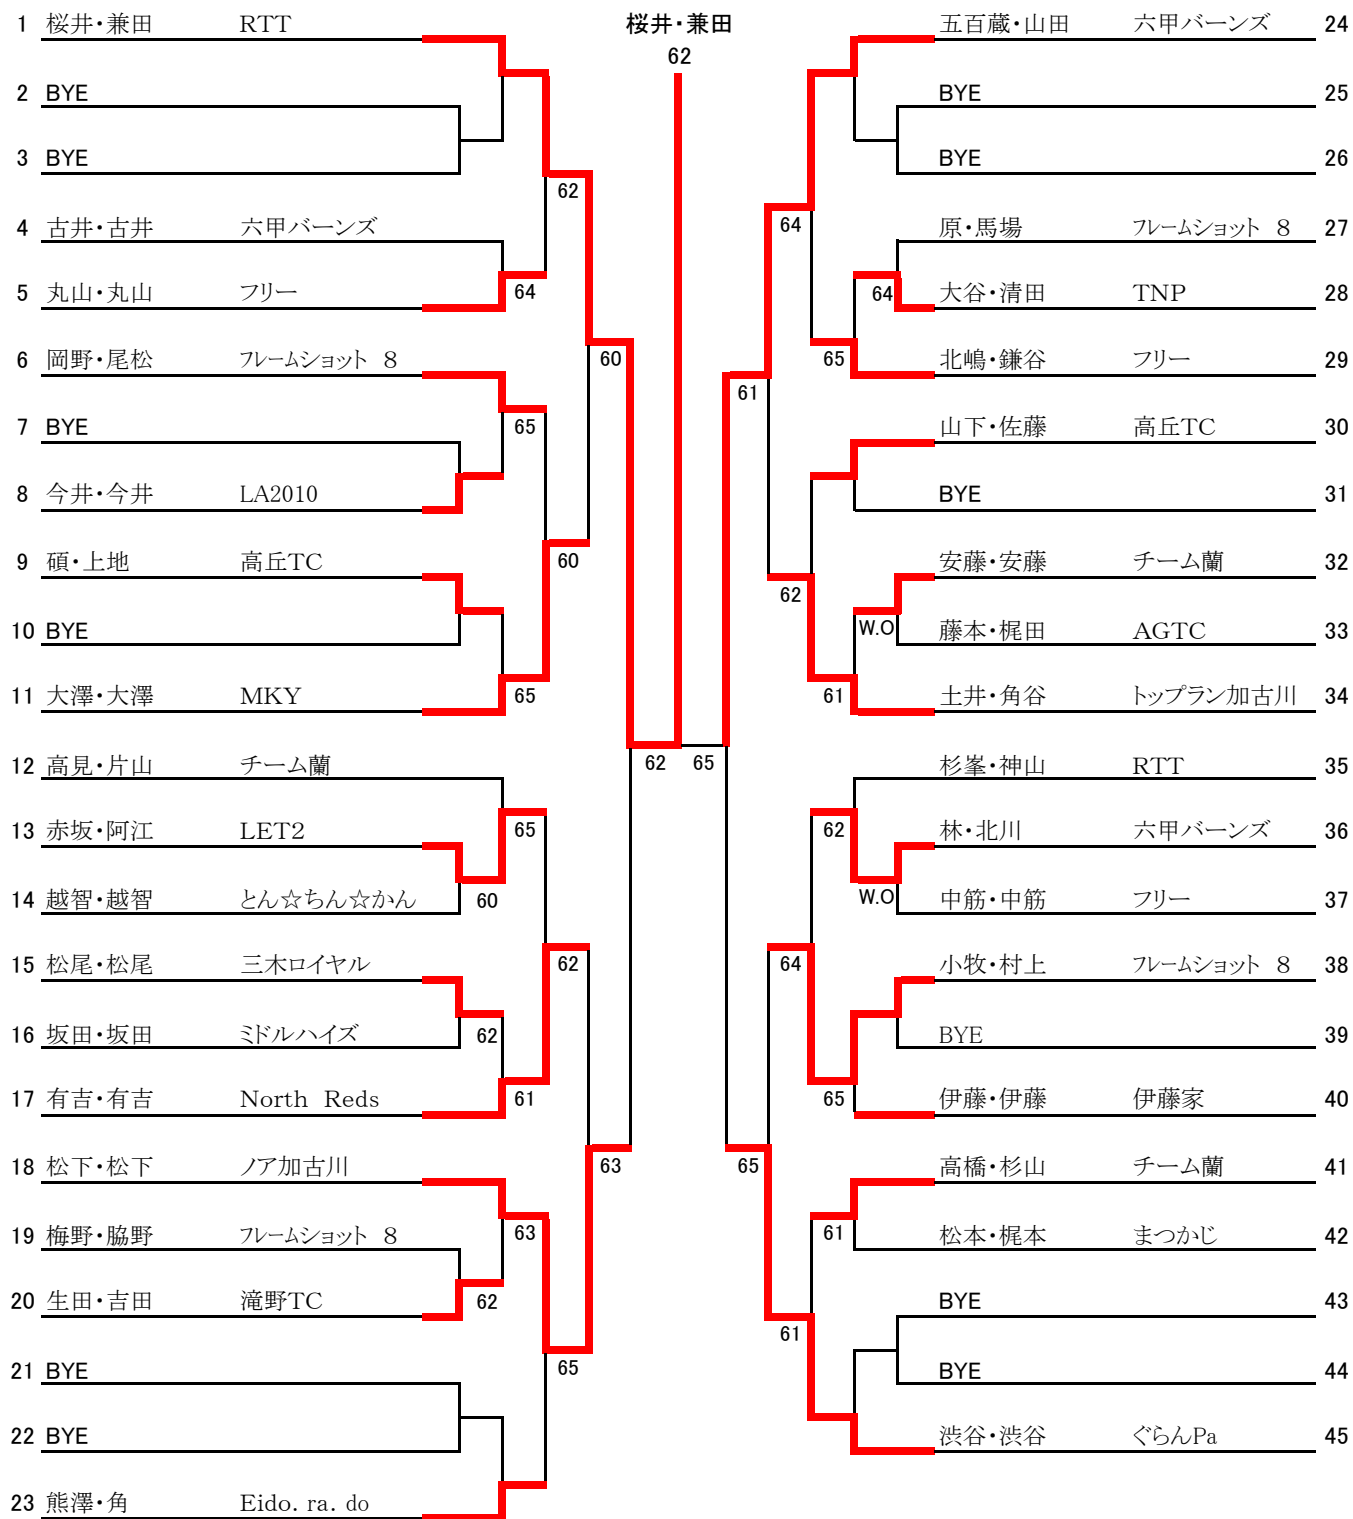 桜井・兼田
62
1 桜井・兼田 RTT
2 BYE
3 BYE
62
4 古井・古井 六甲バーンズ
5 丸山・丸山 フリー
64
6 岡野・尾松 フレームショット 8
60
7 BYE
65
8 今井・今井 LA2010
9 碩・上地 高丘TC
60
10 BYE
11 大澤・大澤 MKY
65
12 高見・片山 チーム蘭
62 65
13 赤坂・阿江 LET2
65
14 越智・越智 とん☆ちん☆かん
60
15 松尾・松尾 三木ロイヤル
62
16 坂田・坂田 ミドルハイズ
62
17 有吉・有吉 North Reds
61
18 松下・松下 ノア加古川
63
19 梅野・脇野 フレームショット 8
63
20 生田・吉田 滝野TC
62
21 BYE
65
22 BYE
23 熊澤・角 Eido. ra. do
五百蔵・山田 六甲バーンズ 24
BYE 25
BYE 26
64
原・馬場 フレームショット 8 27
大谷・清田 TNP 28
64
北嶋・鎌谷 フリー 29
65
61
山下・佐藤 高丘TC 30
BYE 31
安藤・安藤 チーム蘭 32
62
藤本・梶田 AGTC 33
W.O
土井・角谷 トップラン加古川 34
61
杉峯・神山 RTT 35
林・北川 六甲バーンズ 36
62
中筋・中筋 フリー 37
W.O
小牧・村上 フレームショット 8 38
64
BYE 39
伊藤・伊藤 伊藤家 40
65
高橋・杉山 チーム蘭 41
65
松本・梶本 まつかじ 42
61
BYE 43
61
BYE 44
渋谷・渋谷 ぐらんPa 45